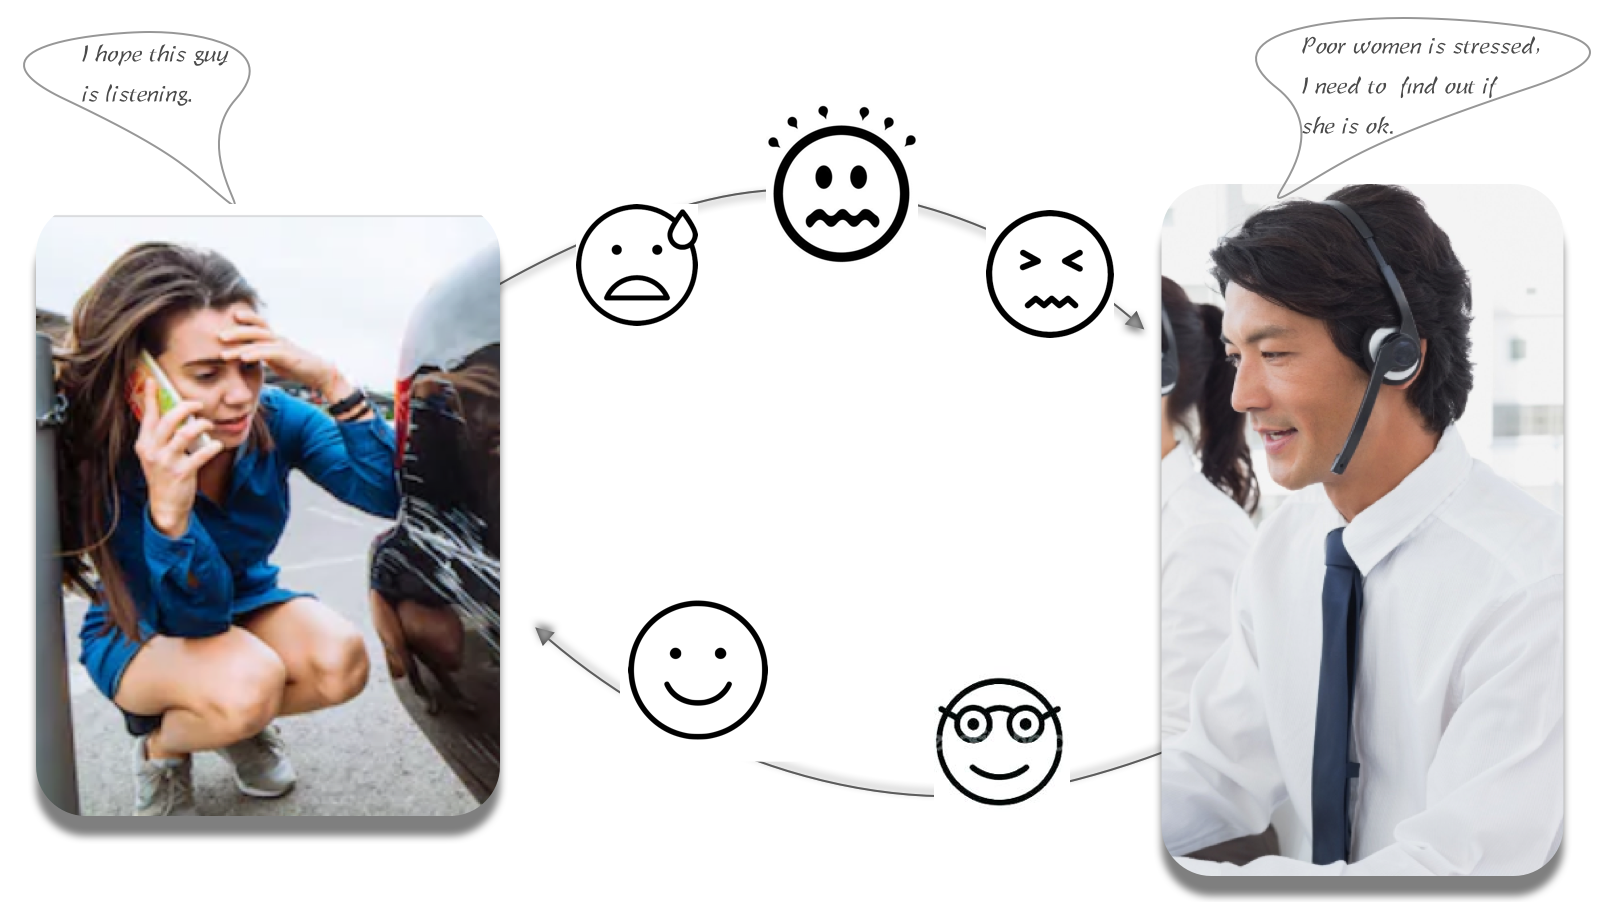 I hope this guy
is listening.
Poor women is stressed,
I need to find out if
she is ok.